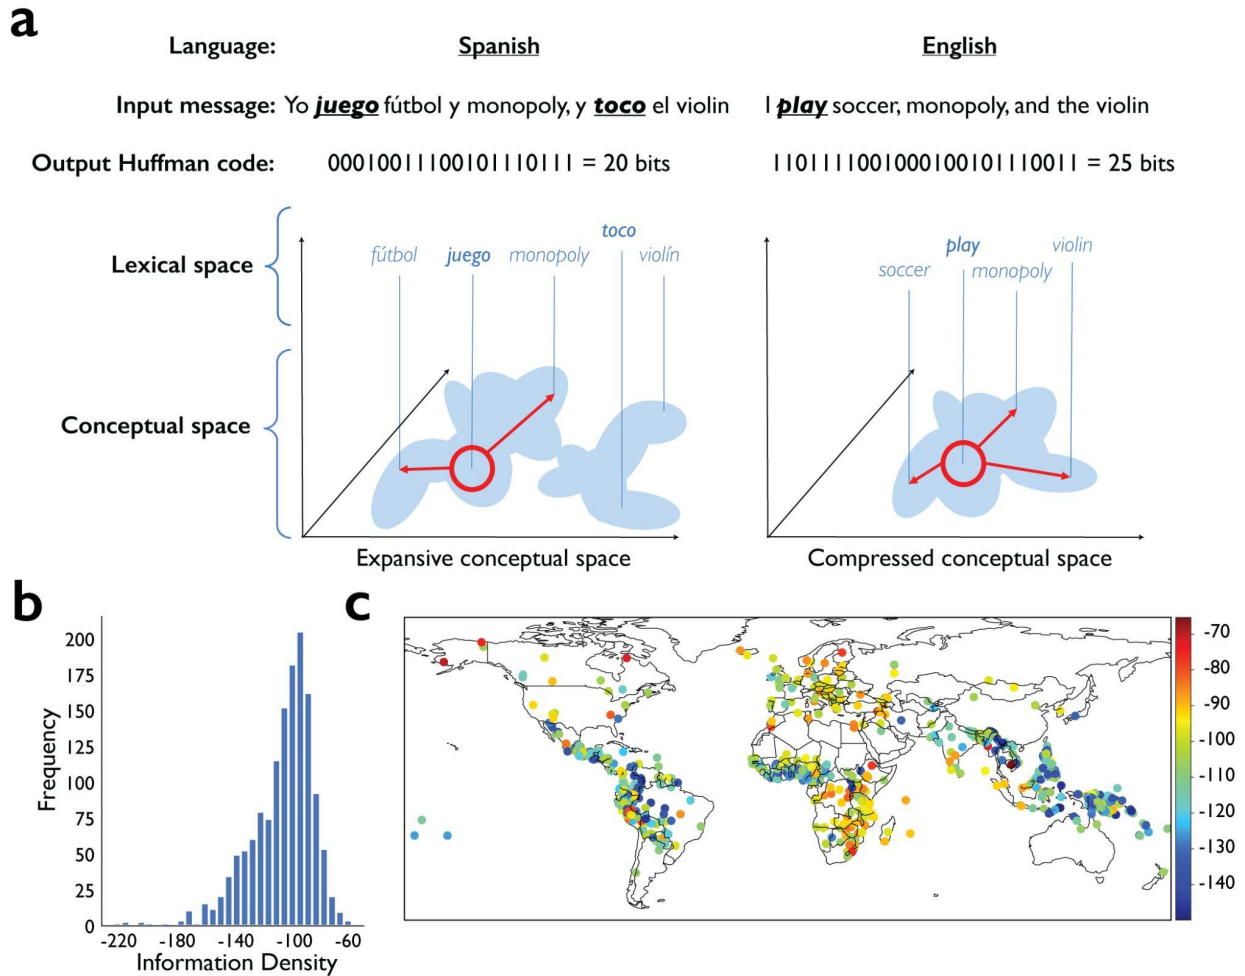 a
Language: Spanish English
Input message: Yo juego fútbol y monopoly, y toco el violin I play soccer, monopoly, and the violin
Output Huffman code: 00010011100101110111 = 20 bits 1101111001000100101110011 = 25 bits
Lexical space
fútbol juego monopoly toco violín
soccer play monopoly violin
Conceptual space
Expansive conceptual space Compressed conceptual space
b
Frequency
200
175
150
125
100
75
50
25
0
-220 -180 -140 -100 -60
Information Density
c
-70
-80
-90
-100
-110
-120
-130
-140